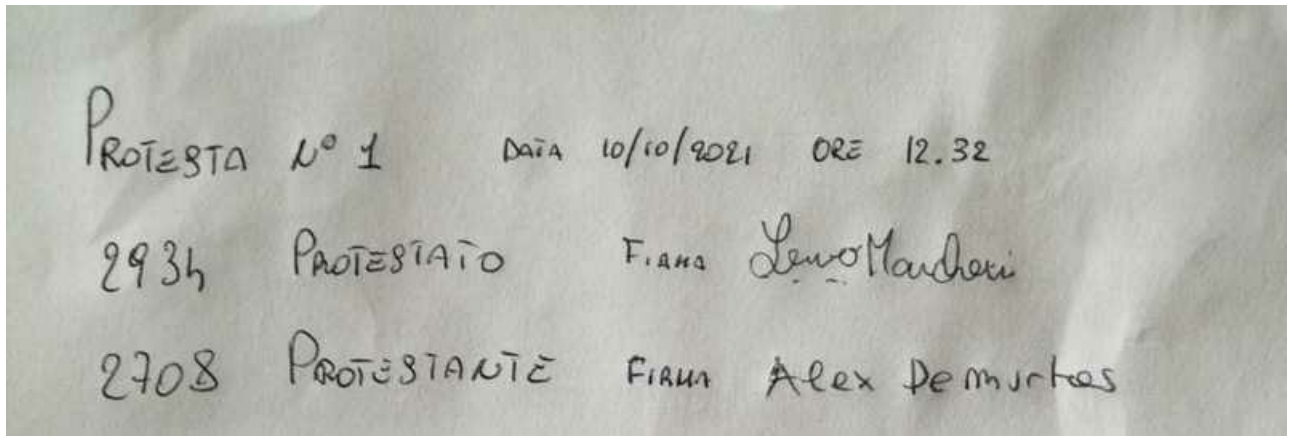 PROTESTA N° 1 DATA 10/10/2021 ORE 12.32
2934 PROTESTATO FIRMA
2708 PROTESTANTE FIRMA Alex Demurtas